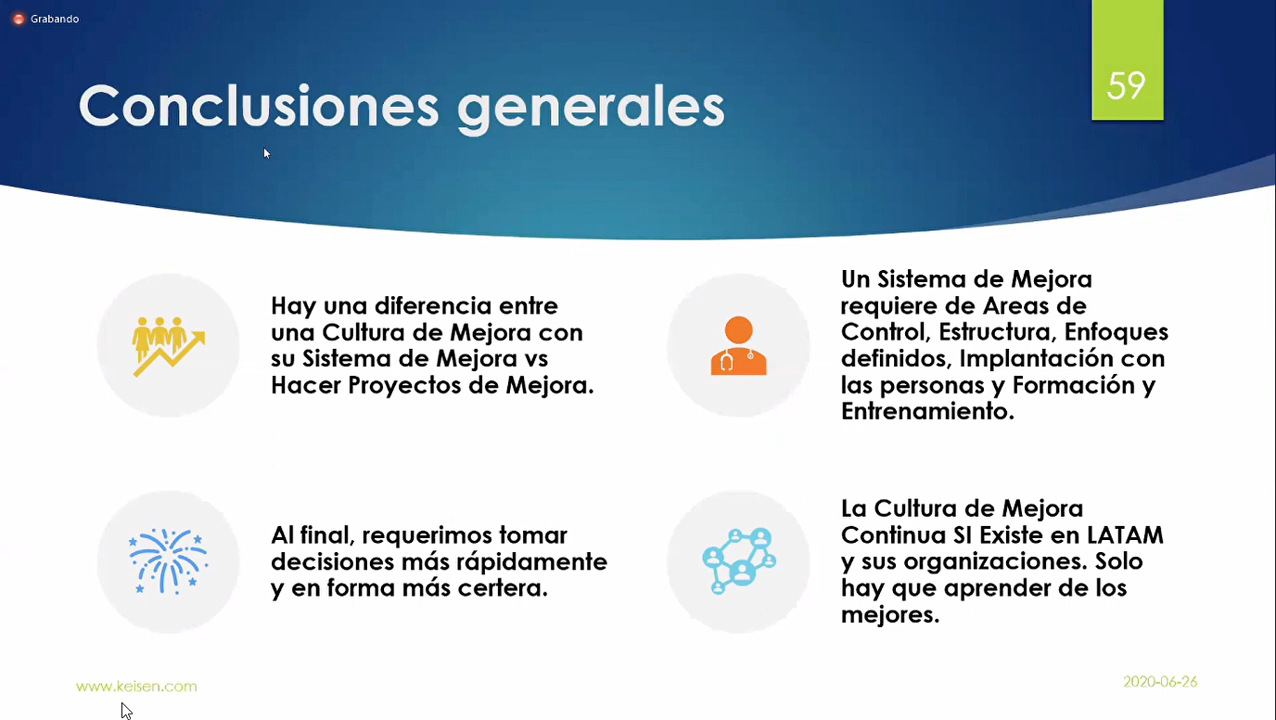 Grabando
Conclusiones generales
59
Hay una diferencia entre
una Cultura de Mejora con
su Sistema de Mejora vs
Hacer Proyectos de Mejora.
Un Sistema de Mejora
requiere de Areas de
Control, Estructura, Enfoques
definidos, Implantación con
las personas y Formación y
Entrenamiento.
Al final, requerimos tomar
decisiones más rápidamente
y en forma más certera.
La Cultura de Mejora
Continua SI Existe en LATAM
y sus organizaciones. Solo
hay que aprender de los
mejores.
www.keisen.com
2020-06-26